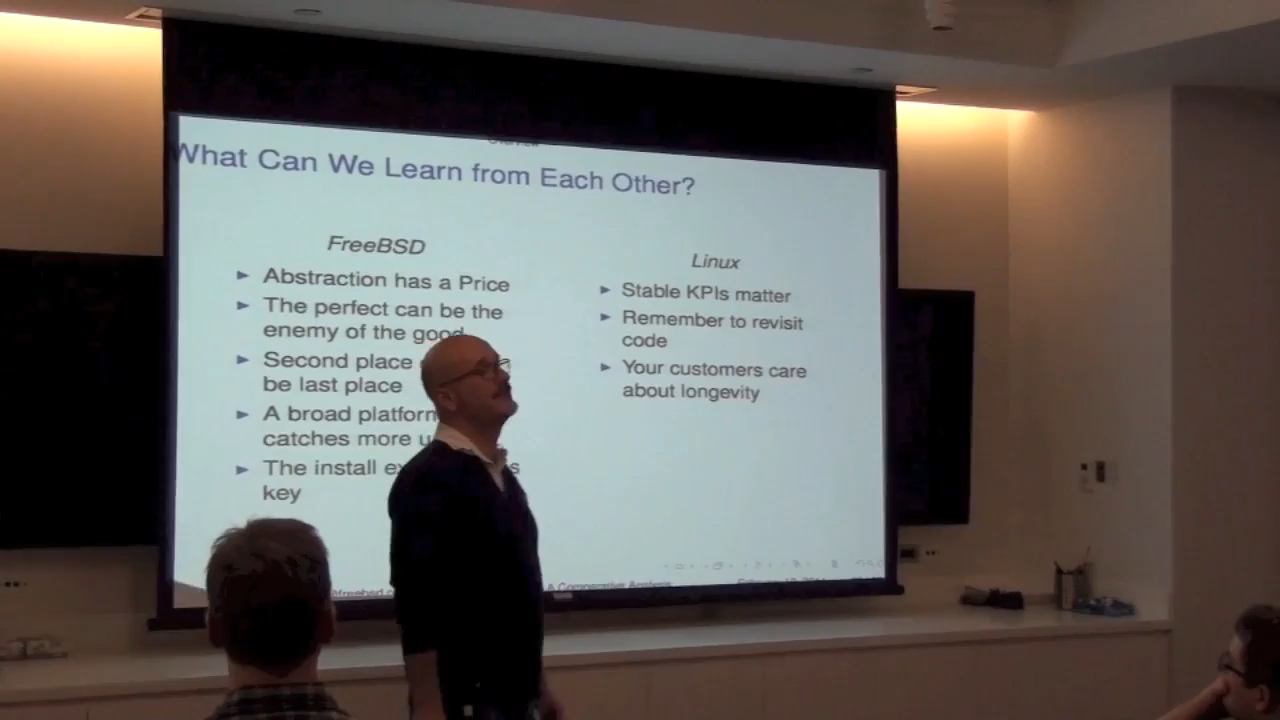 What Can We Learn from Each Other?
FreeBSD
Abstraction has a Price
The perfect can be the
enemy of the good
Second place
be last place
A broad platform
catches more
The install
key
Linux
Stable KPIs matter
Remember to revisit
code
Your customers care
about longevity
A Comparative Analysis